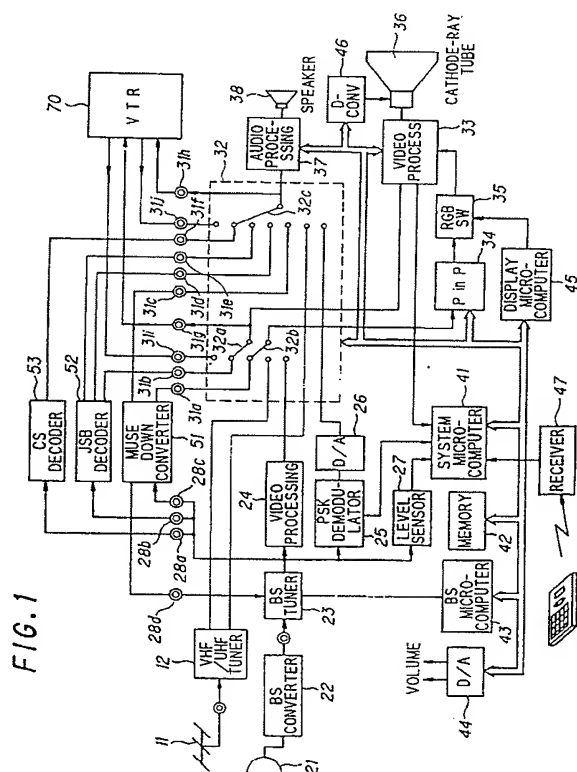 FIG. 1
70
VTR
53
CS
DECODER
52
JSB
DECODER
51
MUSE DOWN
CONVERTER
28c
28b
28a
28d
31h
31j
31f
31e
31d
31c
31g
31i
31b
31a
32
32c
32a
32b
38
SPEAKER
AUDIO
PROCE-
SSING
37
46
D-
CONV
36
CATHODE-RAY
TUBE
VIDEO
PROCESS
33
35
RGB
SW
34
P in P
DISPLAY
MICRO-
COMPUTER
45
11
12
VHF
/UHF
TUNER
24
VIDEO
PROCESSING
26
D/A
PSK
DEMODU-
LATOR
25
27
LEVEL
SENSOR
41
SYSTEM
MICRO-
COMPUTER
47
RECEIVER
MEMORY
42
BS
TUNER
23
BS
MICRO-
COMPUTER
43
21
22
BS
CONVERTER
VOLUME
D/A
44